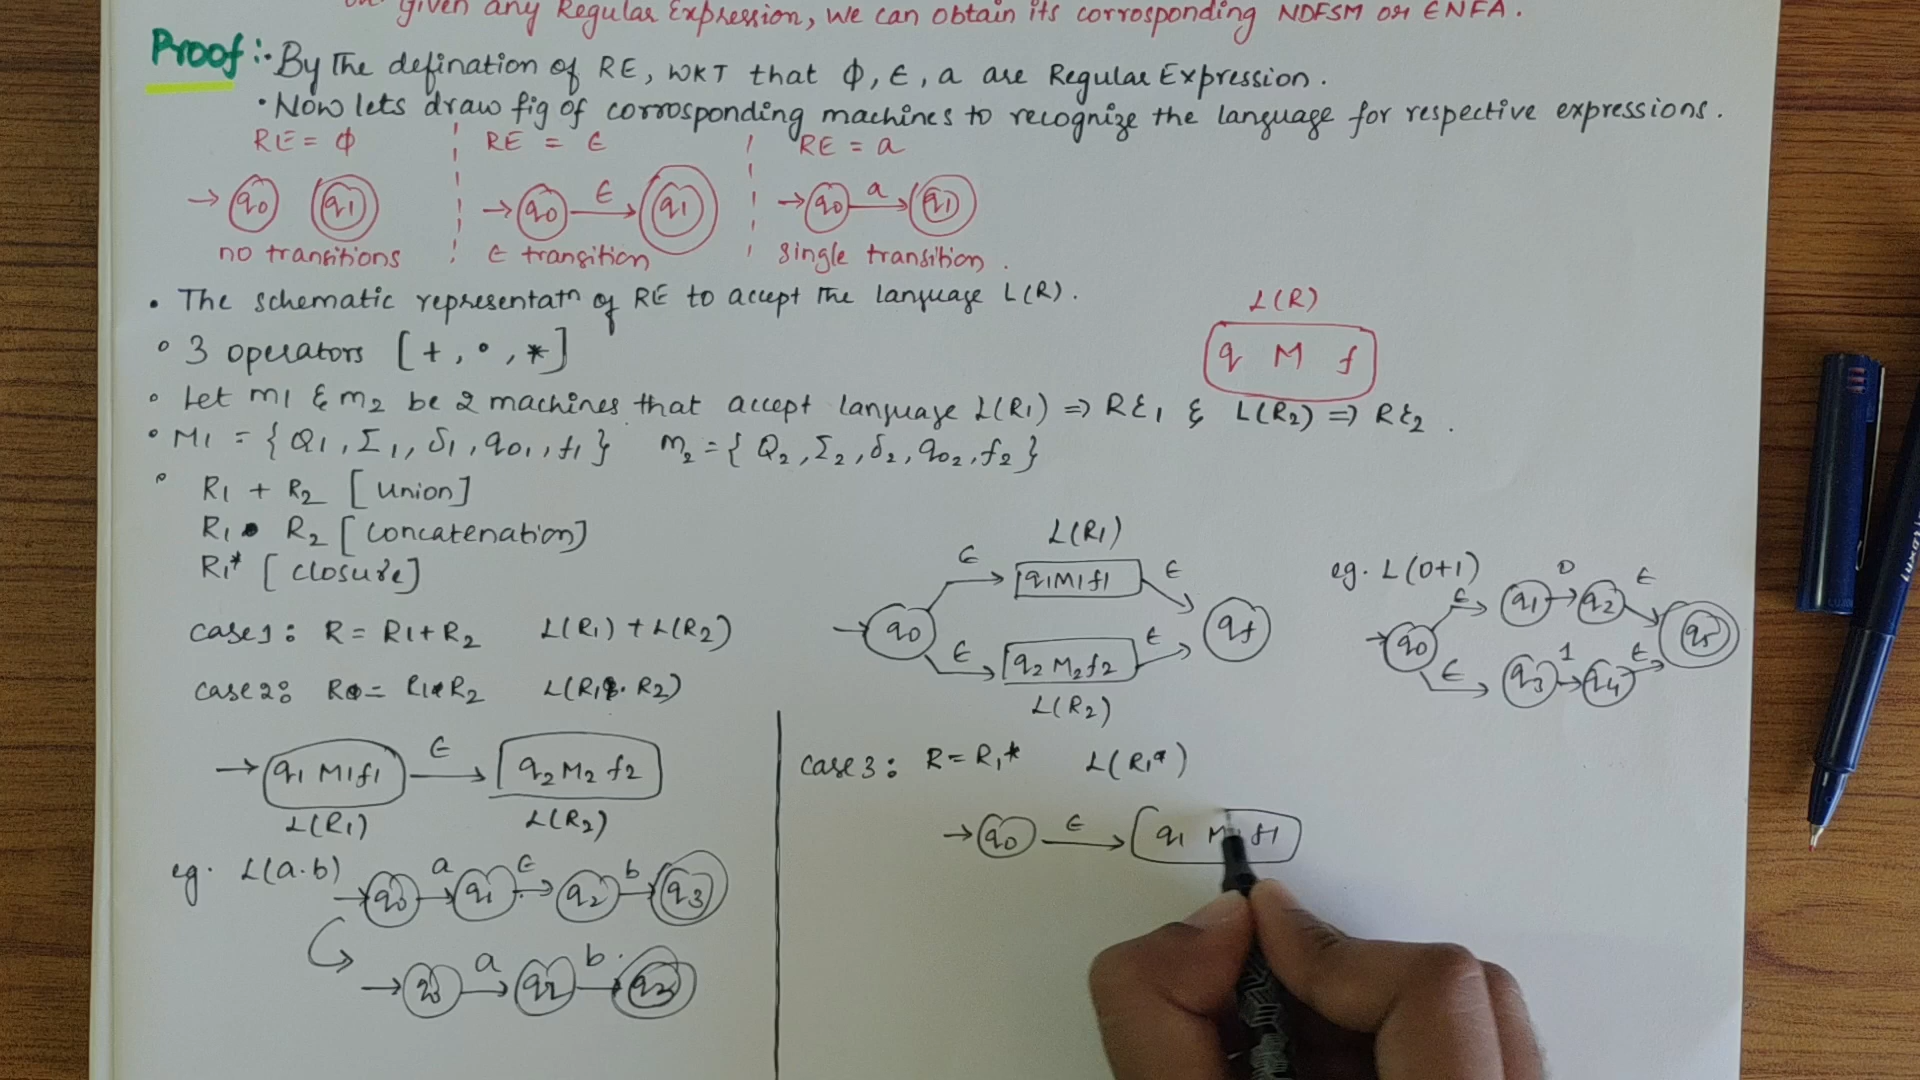 given any Regular Expression, we can obtain its corrosponding NDFSM or ENFA.
Proof :- By The defination of RE, WKT that ϕ, ϵ, a are Regular Expression.
• Now lets draw fig of corrosponding machines to recognize the language for respective expressions.
RE = ϕ RE = ϵ RE = a
→ q0 q1 → q0 ϵ → q1 → q0 a → q1
no transitions ϵ transition single transition.
• The schematic representatn of RE to accept the language L(R). L(R)
• 3 operators [+, •, *] q M f
• Let m1 & m2 be 2 machines that accept language L(R1) ⇒ RE1 & L(R2) ⇒ RE2.
• M1 = {Q1, Σ1, δ1, q01, f1} m2 = {Q2, Σ2, δ2, q02, f2}
• R1 + R2 [Union]
R1 • R2 [concatenation]
R1* [closure]
L(R1)
ϵ q1M1f1 ϵ
→ q0 qf
ϵ q2 M2f2 ϵ
L(R2)
eg. L(0+1)
ϵ q1 0 → q2 ϵ
→ q0 q5
ϵ q3 1 → q4 ϵ
case1: R = R1+R2 L(R1) + L(R2)
case2: R = R1•R2 L(R1 . R2)
→ q1 M1f1 ϵ → q2 M2 f2
L(R1) L(R2)
eg. L(a.b) → q0 a → q1 ϵ → q2 b → q3
→ a → b →
case3: R = R1* L(R1*)
→ q0 ϵ → q1 M f1